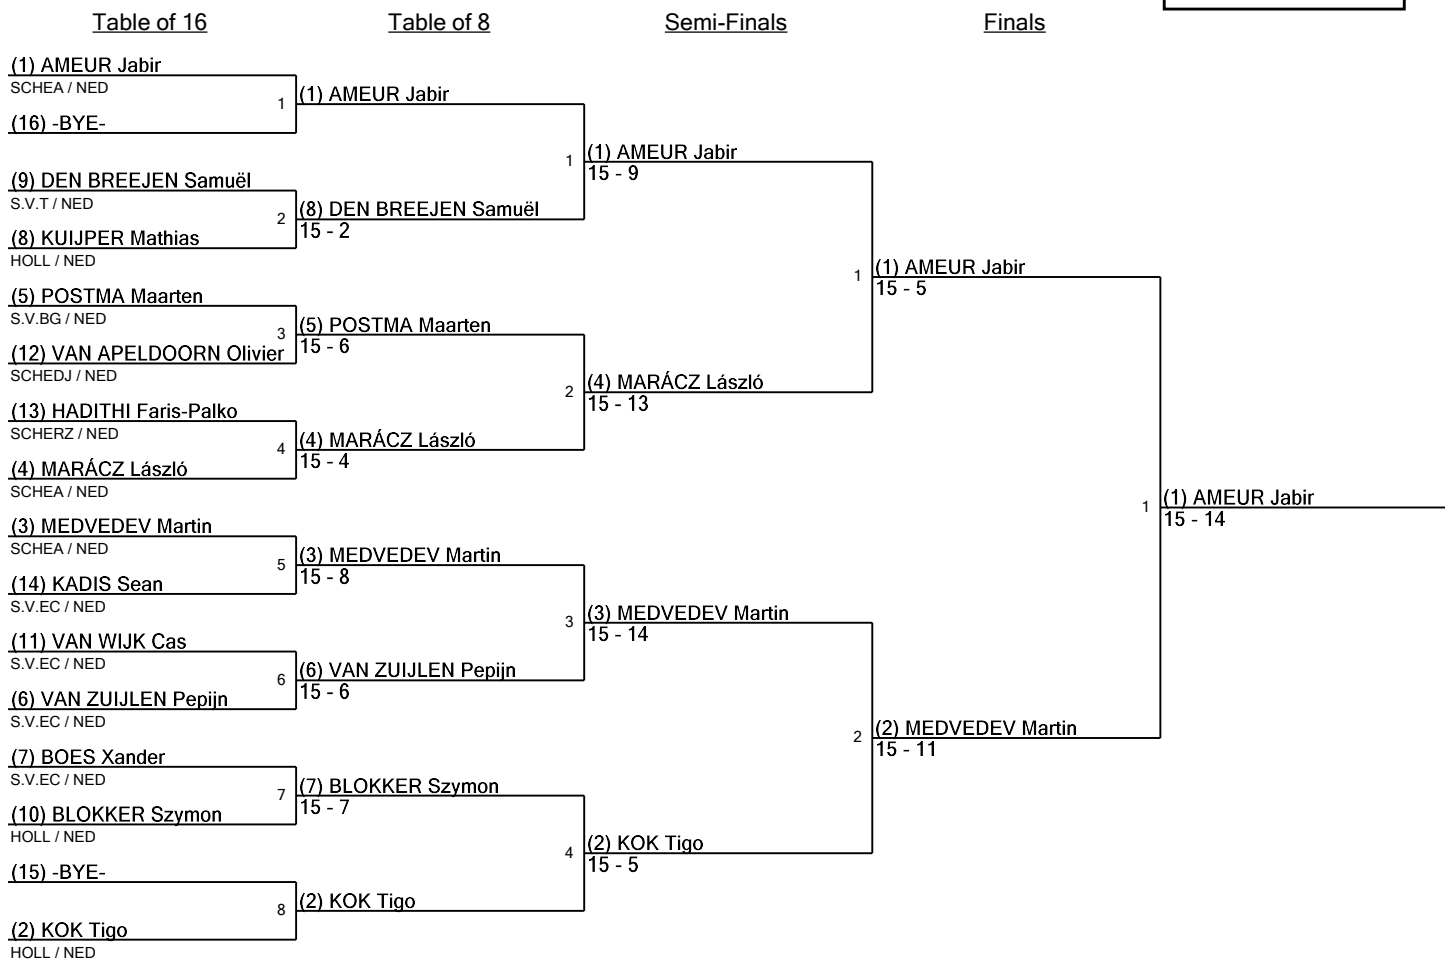 Table of 16
Table of 8
Semi-Finals
Finals
(1) AMEUR Jabir
SCHEA / NED
1
(16) -BYE-
(9) DEN BREEJEN Samuël
S.V.T / NED
2
(8) KUIJPER Mathias
HOLL / NED
(5) POSTMA Maarten
S.V.BG / NED
3
(12) VAN APELDOORN Olivier
SCHEDJ / NED
(13) HADITHI Faris-Palko
SCHERZ / NED
4
(4) MARÁCZ László
SCHEA / NED
(3) MEDVEDEV Martin
SCHEA / NED
5
(14) KADIS Sean
S.V.EC / NED
(11) VAN WIJK Cas
S.V.EC / NED
6
(6) VAN ZUIJLEN Pepijn
S.V.EC / NED
(7) BOES Xander
S.V.EC / NED
7
(10) BLOKKER Szymon
HOLL / NED
(15) -BYE-
8
(2) KOK Tigo
HOLL / NED
(1) AMEUR Jabir
1
(8) DEN BREEJEN Samuël
15 - 2
(5) POSTMA Maarten
15 - 6
2
(4) MARÁCZ László
15 - 4
(3) MEDVEDEV Martin
15 - 8
3
(6) VAN ZUIJLEN Pepijn
15 - 6
(7) BLOKKER Szymon
15 - 7
4
(2) KOK Tigo
(1) AMEUR Jabir
15 - 9
1
(4) MARÁCZ László
15 - 13
(3) MEDVEDEV Martin
15 - 14
2
(2) KOK Tigo
15 - 5
(1) AMEUR Jabir
15 - 5
1
(2) MEDVEDEV Martin
15 - 11
(1) AMEUR Jabir
15 - 14